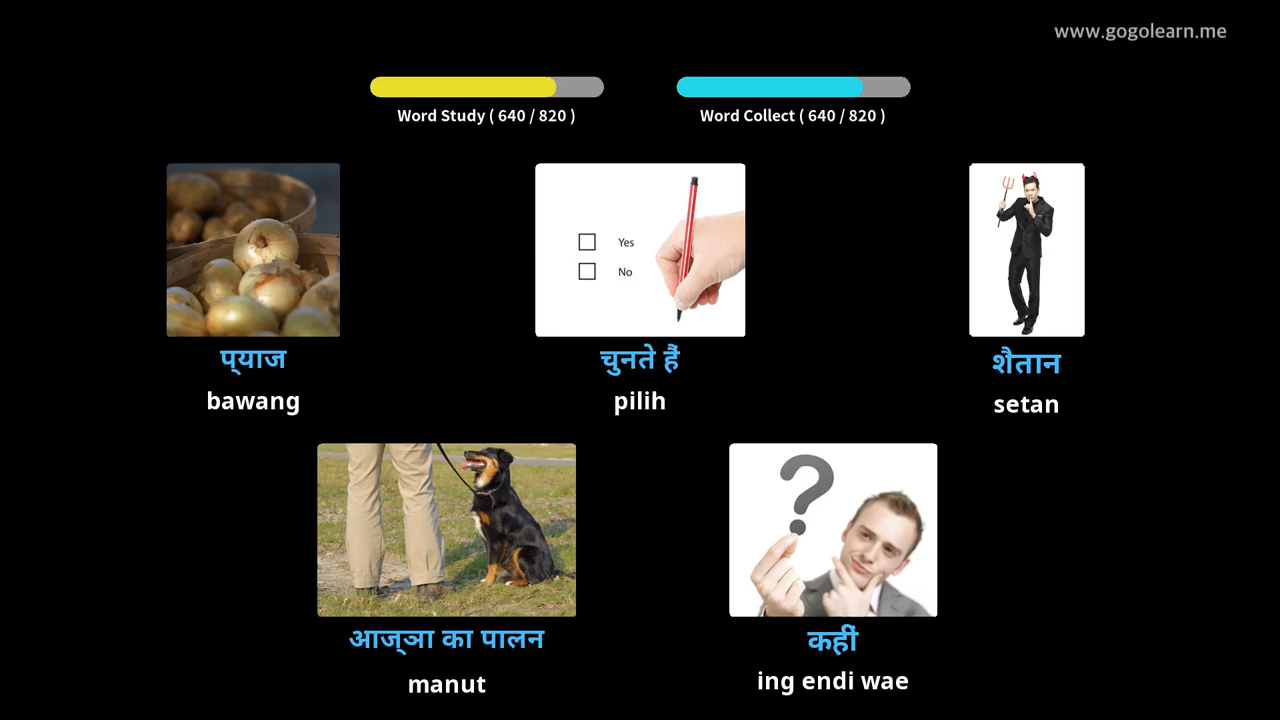 www.gogolearn.me
Word Study ( 640 / 820 )
Word Collect ( 640 / 820 )
Yes
No
प्याज
bawang
चुनते हैं
pilih
शैतान
setan
आज्ञा का पालन
manut
कहीं
ing endi wae